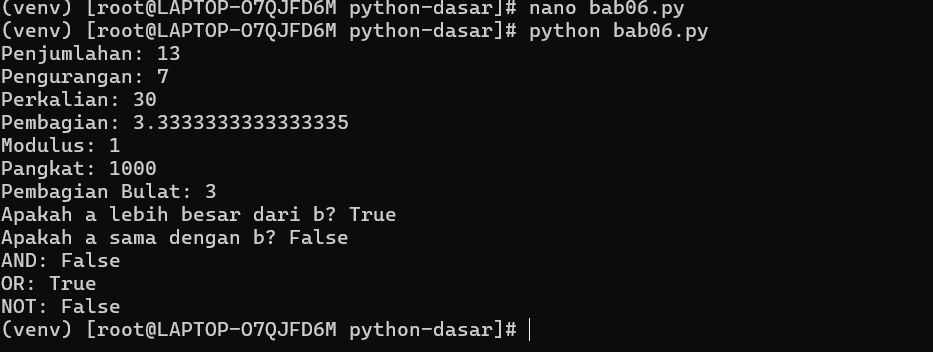 (venv) [root@LAPTOP-O7QJFD6M python-dasar]# nano bab06.py
(venv) [root@LAPTOP-O7QJFD6M python-dasar]# python bab06.py
Penjumlahan: 13
Pengurangan: 7
Perkalian: 30
Pembagian: 3.3333333333333335
Modulus: 1
Pangkat: 1000
Pembagian Bulat: 3
Apakah a lebih besar dari b? True
Apakah a sama dengan b? False
AND: False
OR: True
NOT: False
(venv) [root@LAPTOP-O7QJFD6M python-dasar]#